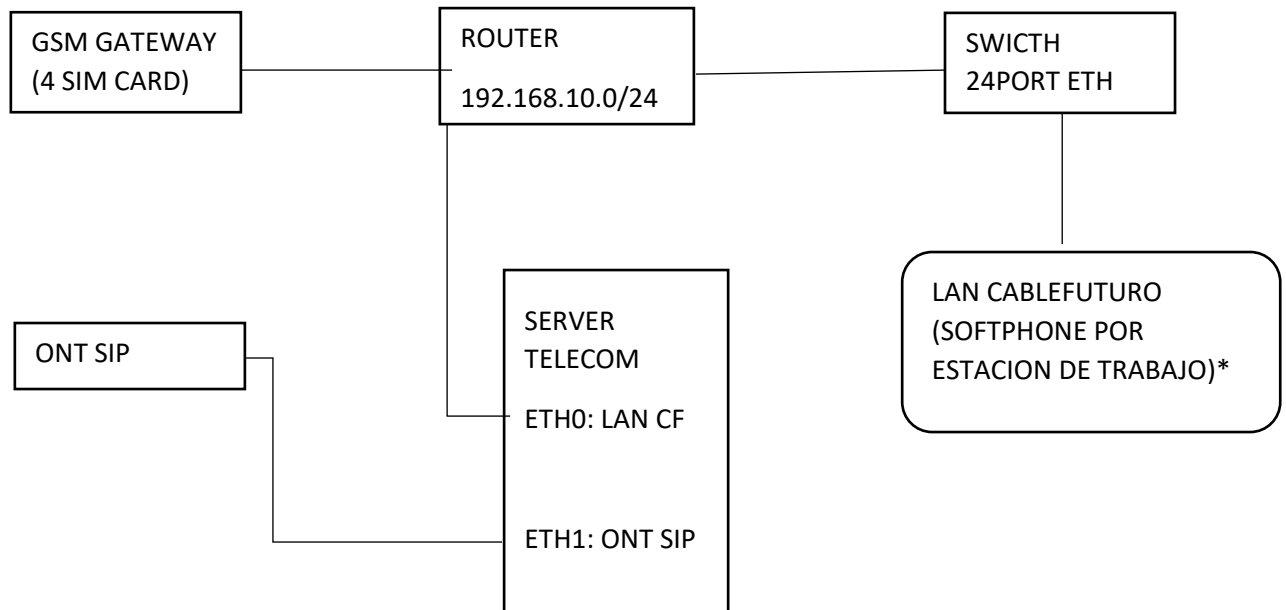 GSM GATEWAY
(4 SIM CARD)
ROUTER
192.168.10.0/24
SWICTH
24PORT ETH
LAN CABLEFUTURO
(SOFTPHONE POR
ESTACION DE TRABAJO)*
SERVER
TELECOM
ETH0: LAN CF
ETH1: ONT SIP
ONT SIP